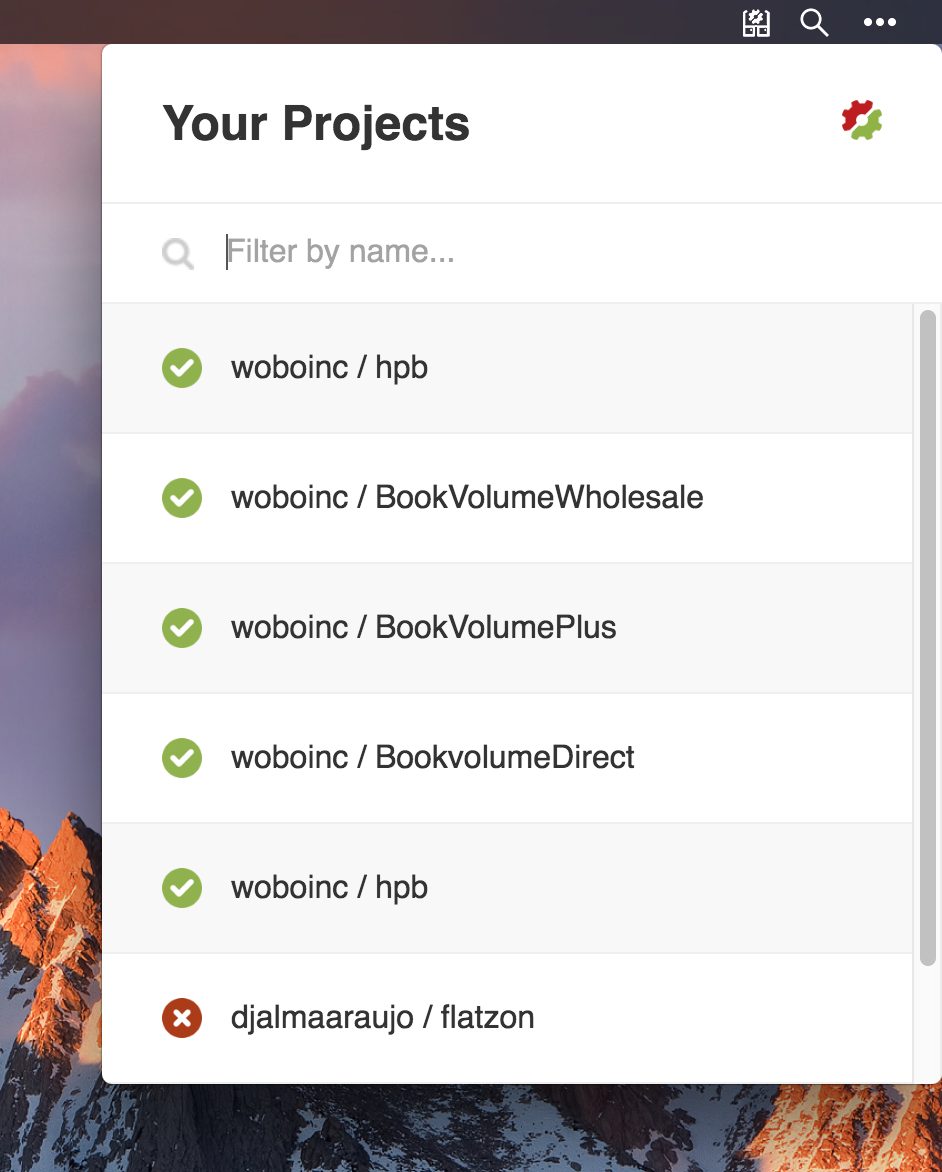 Your Projects
Filter by name...
woboinc / hpb
woboinc / BookVolumeWholesale
woboinc / BookVolumePlus
woboinc / BookvolumeDirect
woboinc / hpb
djalmaaraujo / flatzon